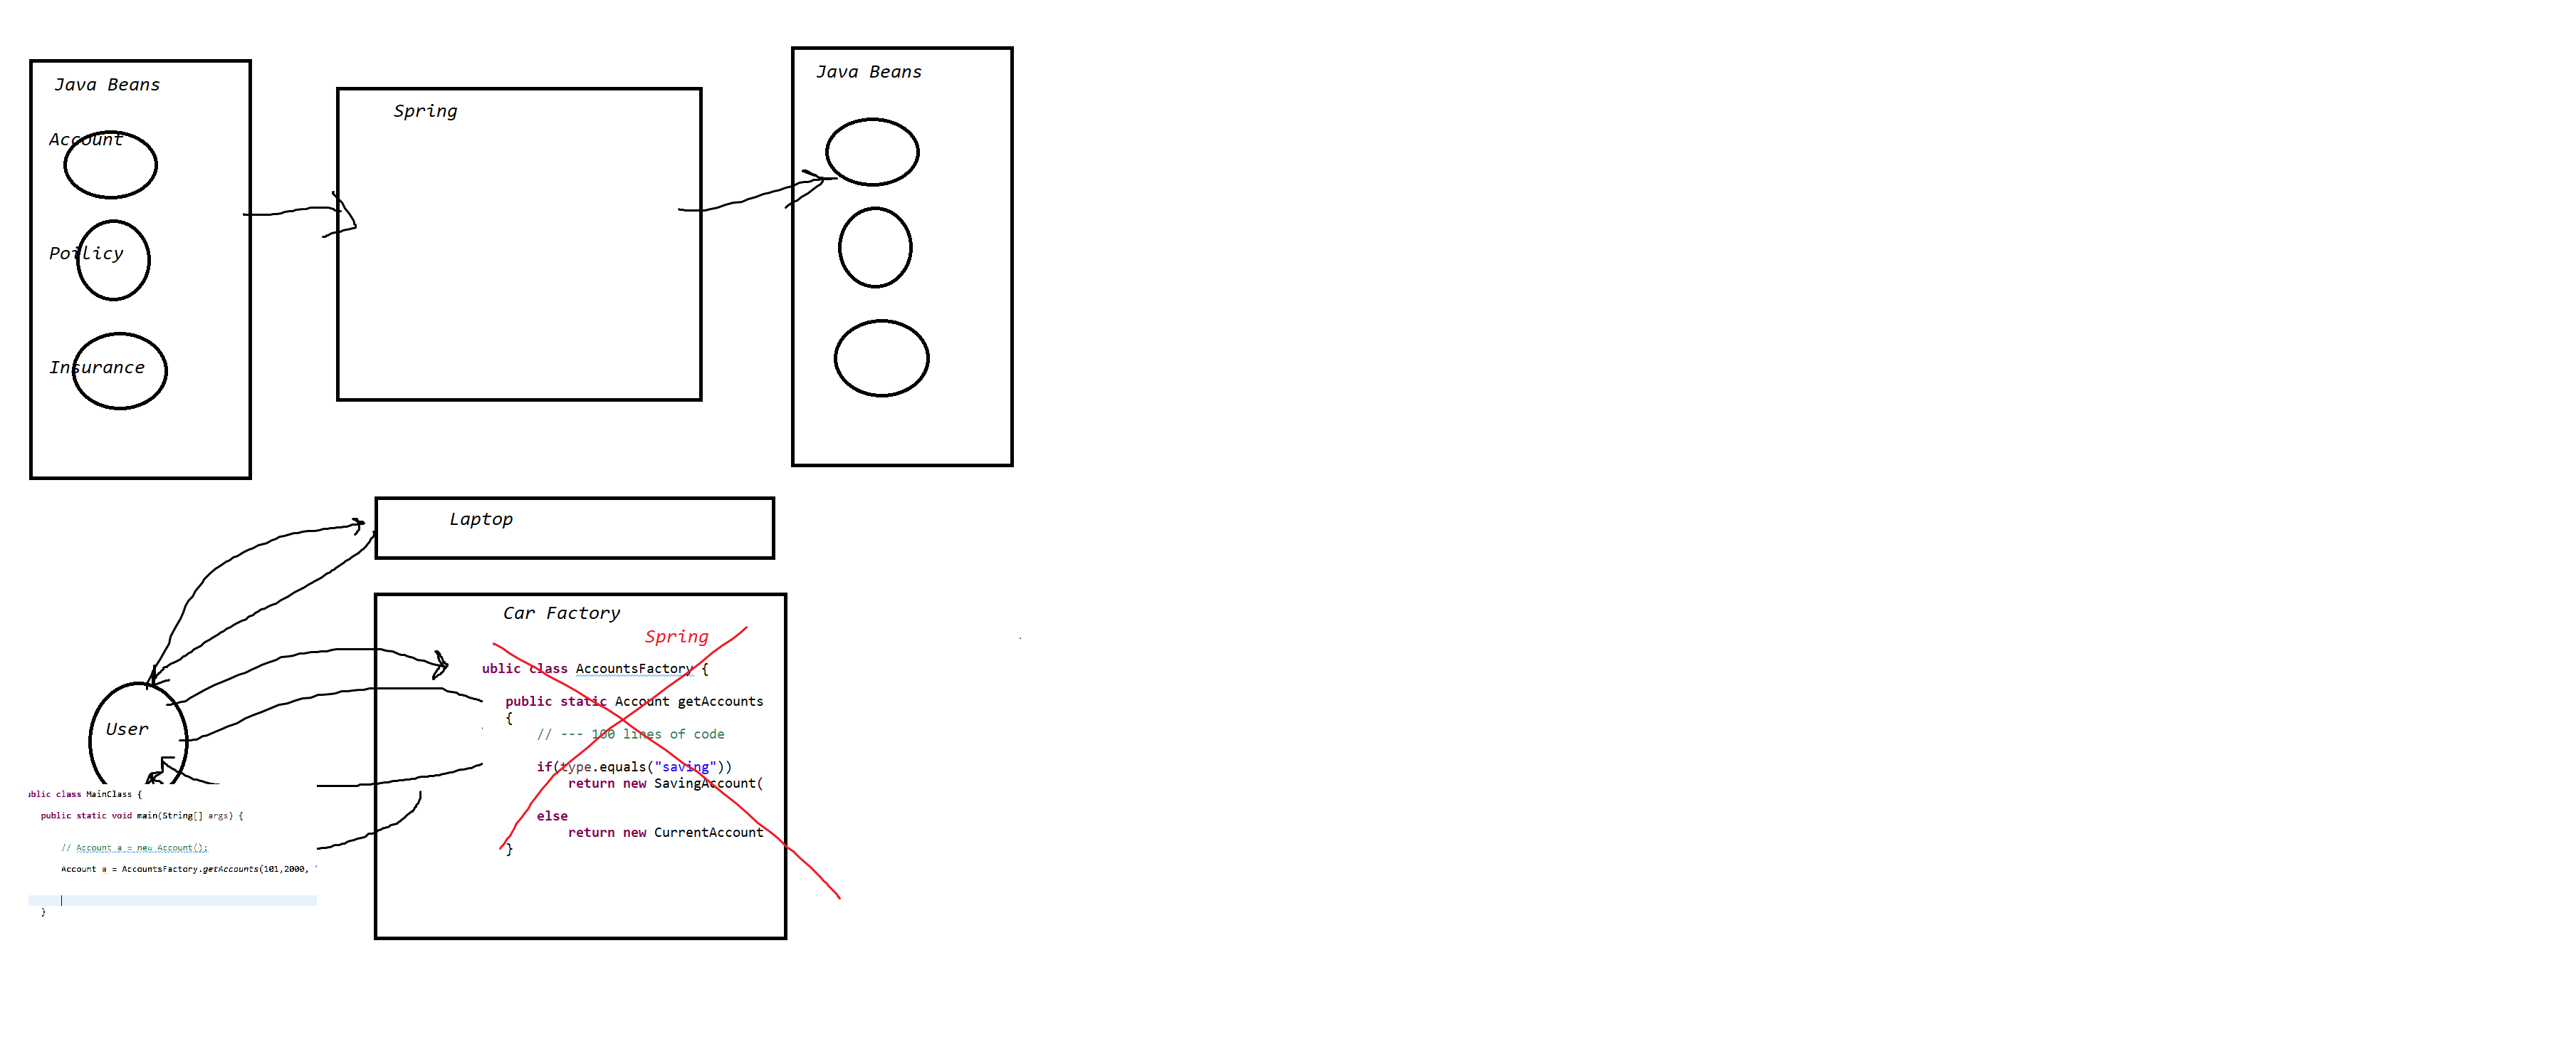 Java Beans
Account
Poilicy
Insurance
Spring
Java Beans
Laptop
Car Factory
Spring
ublic class AccountsFactory {
public static Account getAccounts
{
// --- 100 lines of code
if(type.equals("saving"))
return new SavingAccount(
else
return new CurrentAccount
}
User
ublic class MainClass {
public static void main(String[] args) {
// Account a = new Account();
Account a = AccountsFactory.getAccounts(101,2000, "
}